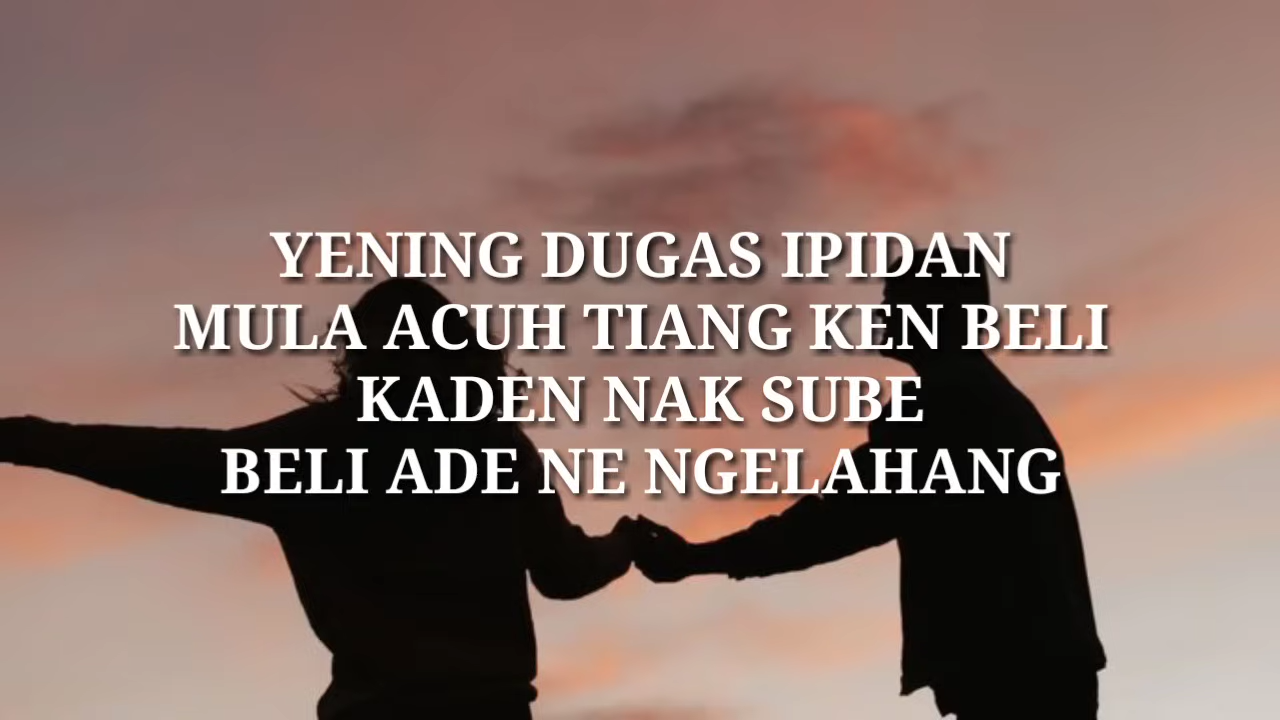 YENING DUGAS IPIDAN
MULA ACUH TIANG KEN BELI
KADEN NAK SUBE
BELI ADE NE NGELAHANG